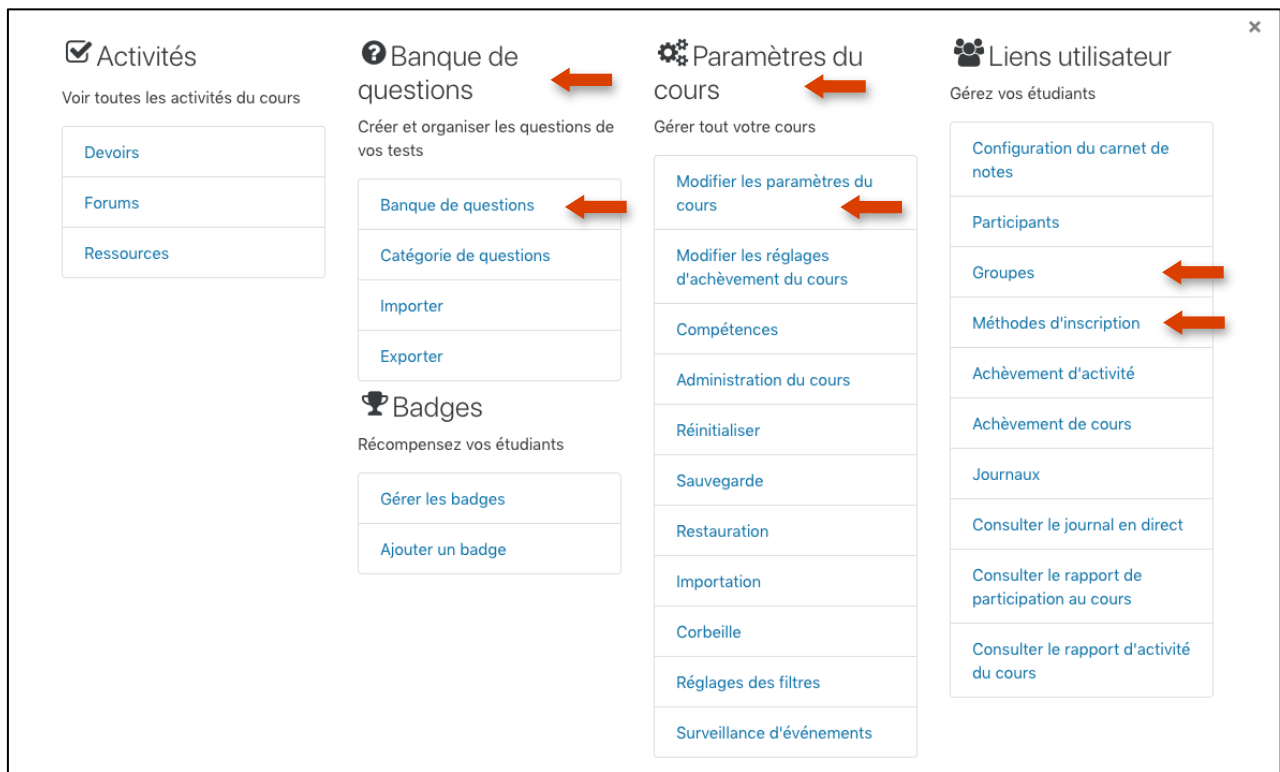 Activités
Voir toutes les activités du cours
Devoirs
Forums
Ressources
Banque de
questions
Créer et organiser les questions de
vos tests
Banque de questions
Catégorie de questions
Importer
Exporter
Badges
Récompensez vos étudiants
Gérer les badges
Ajouter un badge
Paramètres du
cours
Gérer tout votre cours
Modifier les paramètres du
cours
Modifier les réglages
d'achèvement du cours
Compétences
Administration du cours
Réinitialiser
Sauvegarde
Restauration
Importation
Corbeille
Réglages des filtres
Surveillance d'événements
Liens utilisateur
Gérez vos étudiants
Configuration du carnet de
notes
Participants
Groupes
Méthodes d'inscription
Achèvement d'activité
Achèvement de cours
Journaux
Consulter le journal en direct
Consulter le rapport de
participation au cours
Consulter le rapport d'activité
du cours